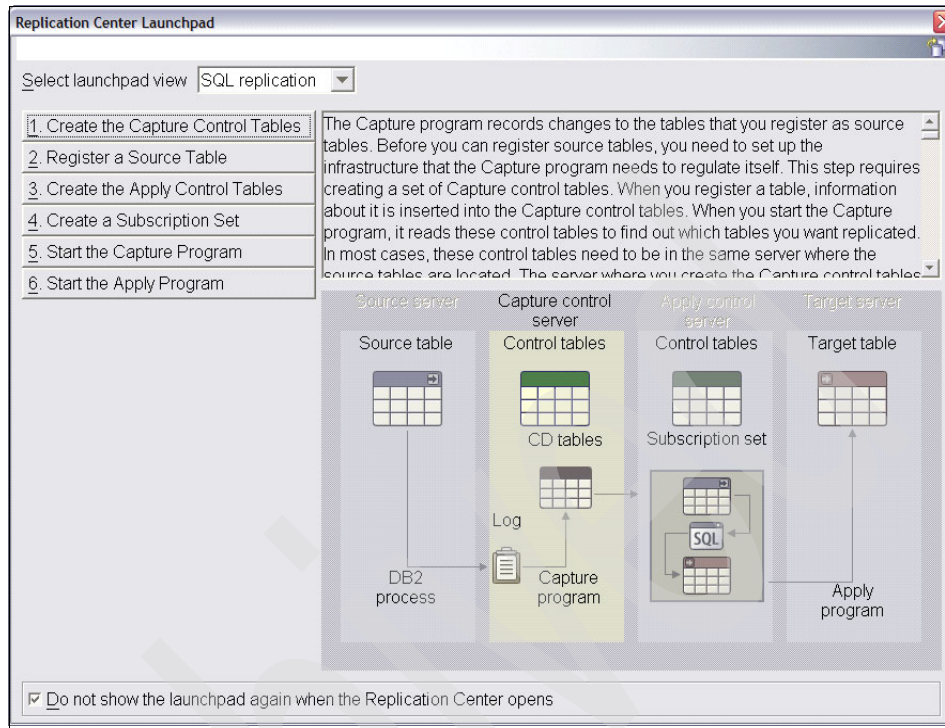 Replication Center Launchpad
Select launchpad view SQL replication
1. Create the Capture Control Tables
2. Register a Source Table
3. Create the Apply Control Tables
4. Create a Subscription Set
5. Start the Capture Program
6. Start the Apply Program
The Capture program records changes to the tables that you register as source
tables. Before you can register source tables, you need to set up the
infrastructure that the Capture program needs to regulate itself. This step requires
creating a set of Capture control tables. When you register a table, information
about it is inserted into the Capture control tables. When you start the Capture
program, it reads these control tables to find out which tables you want replicated.
In most cases, these control tables need to be in the same server where the
source tables are located. The server where you create the Capture control tables
Source server
Capture control
server
Apply control
server
Target server
Source table
Control tables
Control tables
Target table
CD tables
Subscription set
Log
SQL
DB2
process
Capture
program
Apply
program
Do not show the launchpad again when the Replication Center opens